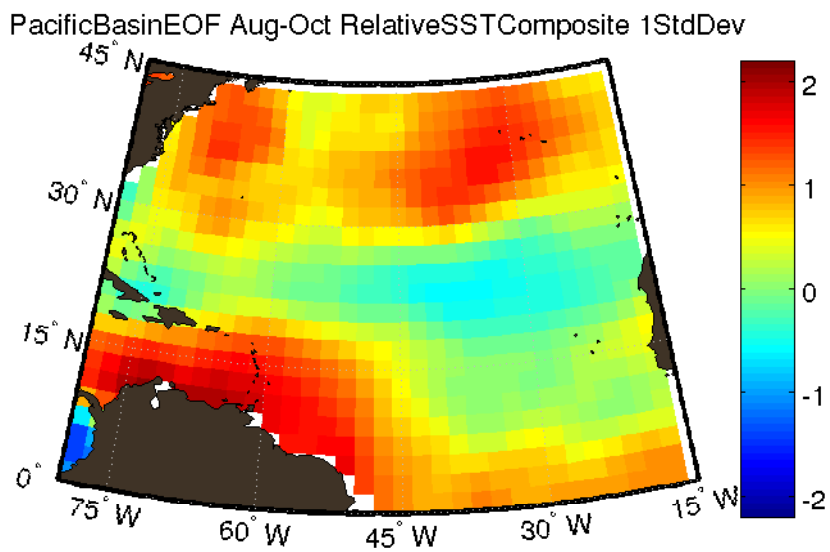 PacificBasinEOF Aug-Oct RelativeSSTComposite 1StdDev
45° N
30° N
15° N
0°
75° W
60° W
45° W
30° W
15° W
2
1
0
-1
-2